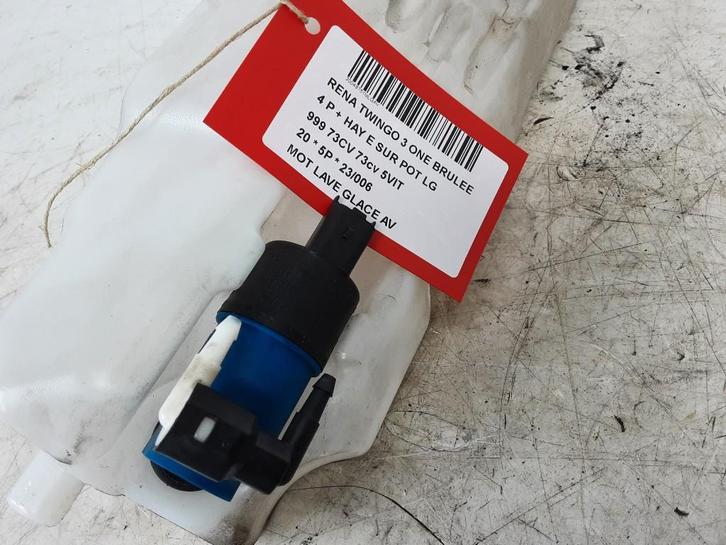 RENA TWINGO 3 ONE BRULEE
4 P + HAY E SUR POT LG
999 73CV 73cv 5VIT
20 * 5P * 23/006
MOT LAVE GLACE AV